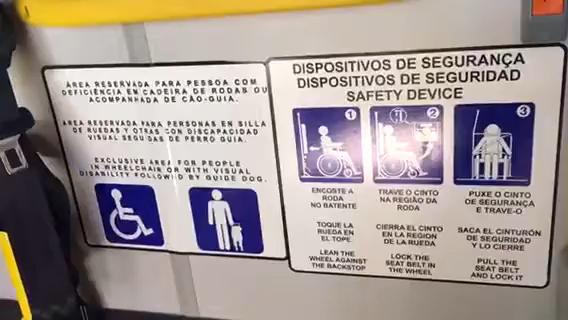 ÁREA RESERVADA PARA PESSOA COM
DEFICIÊNCIA EM CADEIRA DE RODAS OU
ACOMPANHADA DE CÃO-GUIA.
ÁREA RESERVADA PARA PERSONAS EN SILLA
DE RUEDAS Y OTRAS CON DISCAPACIDAD
VISUAL SEGUIDAS DE PERRO GUIA.
EXCLUSIVE AREA FOR PEOPLE
IN WHEELCHAIR OR WITH VISUAL
DISABILITY FOLLOWED BY GUIDE DOG.
DISPOSITIVOS DE SEGURANÇA
DISPOSITIVOS DE SEGURIDAD
SAFETY DEVICE
1
ENCOSTE A
RODA
NO BATENTE
TOQUE LA
RUEDA EN
EL TOPE
LEAN THE
WHEEL AGAINST
THE BACKSTOP
2
TRAVE O CINTO
NA REGIÃO DA
RODA
CIERRA EL CINTO
EN LA REGION
DE LA RUEDA
LOCK THE
SEAT BELT IN
THE WHEEL
3
PUXE O CINTO
DE SEGURANÇA
E TRAVE-O
SACA EL CINTURÓN
DE SEGURIDAD
Y LO CIERRE
PULL THE
SEAT BELT
AND LOCK IT